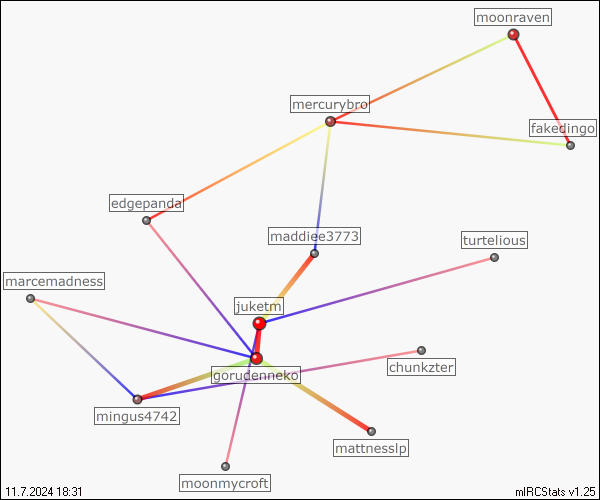 moonraven
mercurybro
fakedingo
edgepanda
maddiee3773
turtelious
marcemadness
juketm
chunkzter
gorudenneko
mingus4742
mattnesslp
moonmycroft
11.7.2024 18:31
mIRCStats v1.25